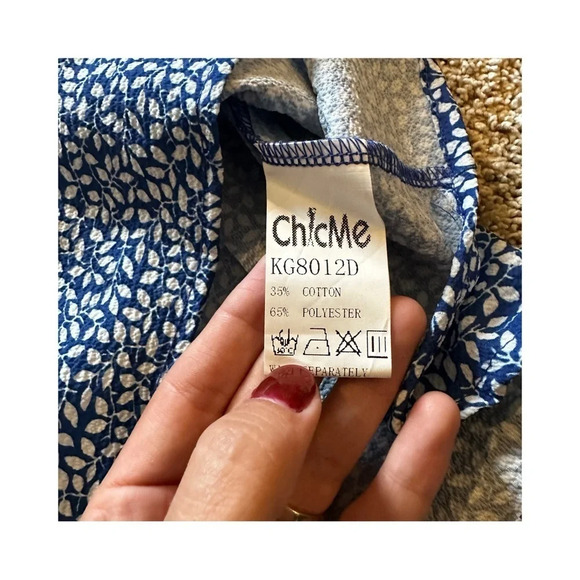 ChicMe
KG8012D
35% COTTON
65% POLYESTER
SEPARATELY